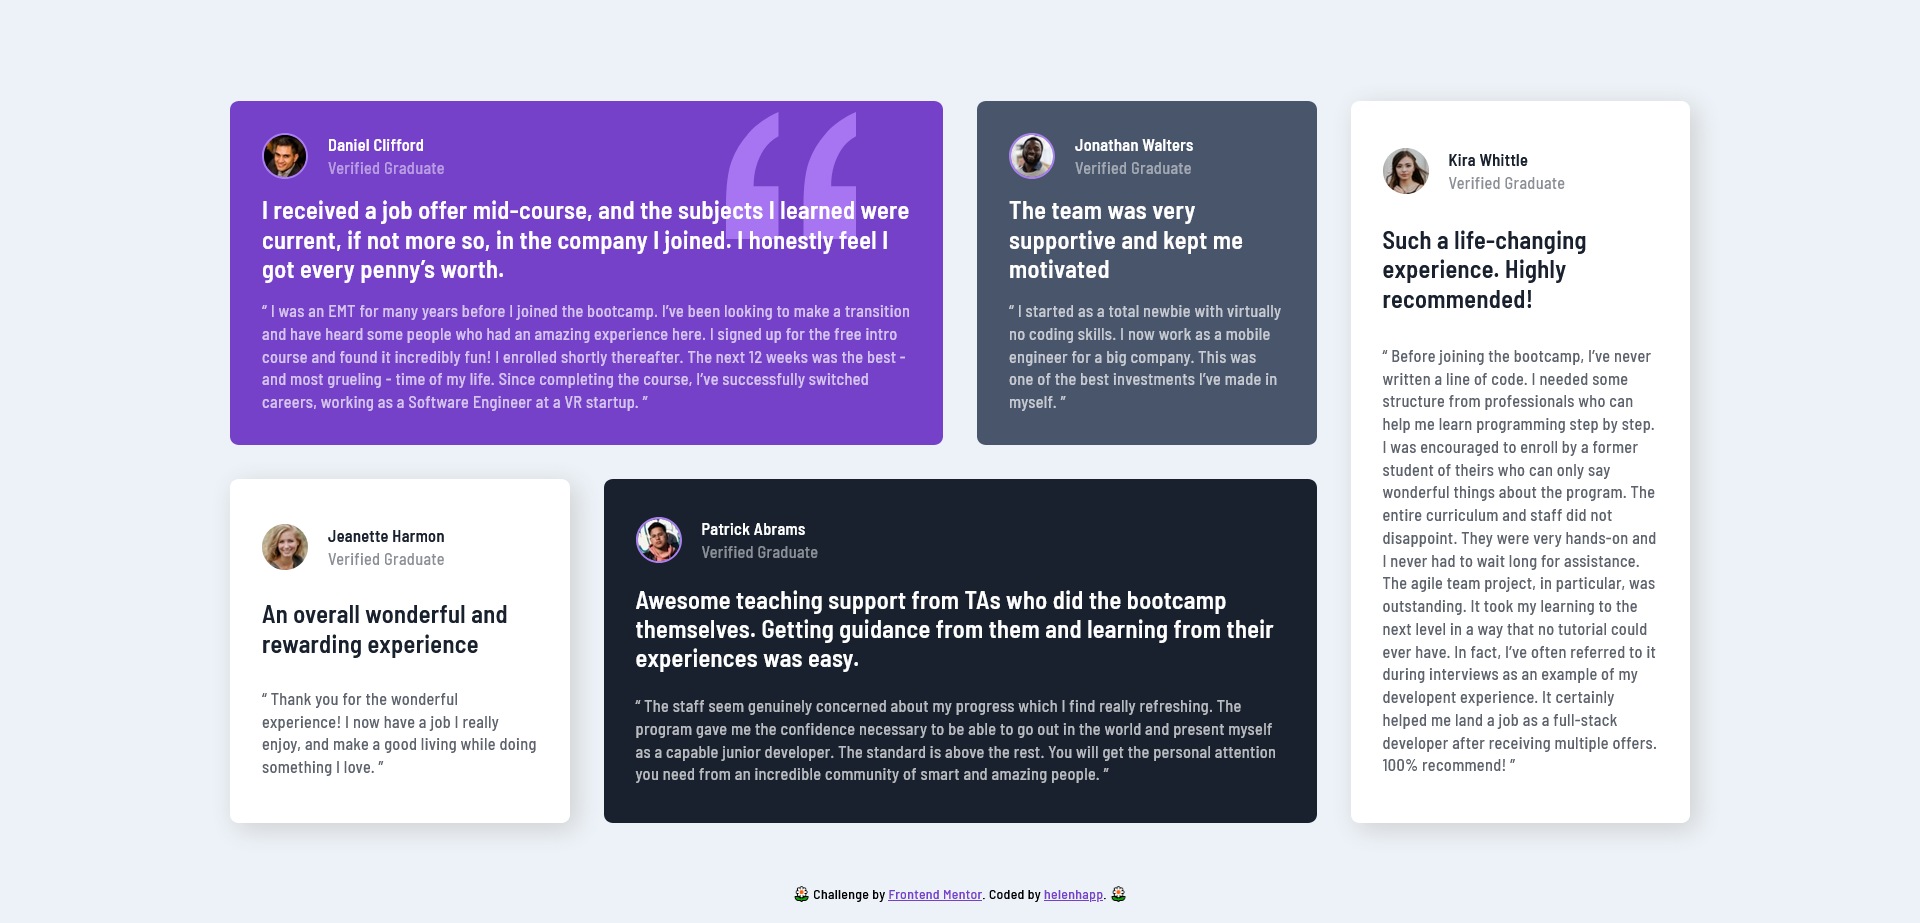 Daniel Clifford
Verified Graduate
I received a job offer mid-course, and the subjects I learned were
current, if not more so, in the company I joined. I honestly feel I
got every penny’s worth.
“ I was an EMT for many years before I joined the bootcamp. I’ve been looking to make a transition
and have heard some people who had an amazing experience here. I signed up for the free intro
course and found it incredibly fun! I enrolled shortly thereafter. The next 12 weeks was the best -
and most grueling - time of my life. Since completing the course, I’ve successfully switched
careers, working as a Software Engineer at a VR startup. ”
Jonathan Walters
Verified Graduate
The team was very
supportive and kept me
motivated
“ I started as a total newbie with virtually
no coding skills. I now work as a mobile
engineer for a big company. This was
one of the best investments I’ve made in
myself. ”
Kira Whittle
Verified Graduate
Such a life-changing
experience. Highly
recommended!
“ Before joining the bootcamp, I’ve never
written a line of code. I needed some
structure from professionals who can
help me learn programming step by step.
I was encouraged to enroll by a former
student of theirs who can only say
wonderful things about the program. The
entire curriculum and staff did not
disappoint. They were very hands-on and
I never had to wait long for assistance.
The agile team project, in particular, was
outstanding. It took my learning to the
next level in a way that no tutorial could
ever have. In fact, I’ve often referred to it
during interviews as an example of my
developent experience. It certainly
helped me land a job as a full-stack
developer after receiving multiple offers.
100% recommend! ”
Jeanette Harmon
Verified Graduate
An overall wonderful and
rewarding experience
“ Thank you for the wonderful
experience! I now have a job I really
enjoy, and make a good living while doing
something I love. ”
Patrick Abrams
Verified Graduate
Awesome teaching support from TAs who did the bootcamp
themselves. Getting guidance from them and learning from their
experiences was easy.
“ The staff seem genuinely concerned about my progress which I find really refreshing. The
program gave me the confidence necessary to be able to go out in the world and present myself
as a capable junior developer. The standard is above the rest. You will get the personal attention
you need from an incredible community of smart and amazing people. ”
Challenge by Frontend Mentor. Coded by helenhapp.